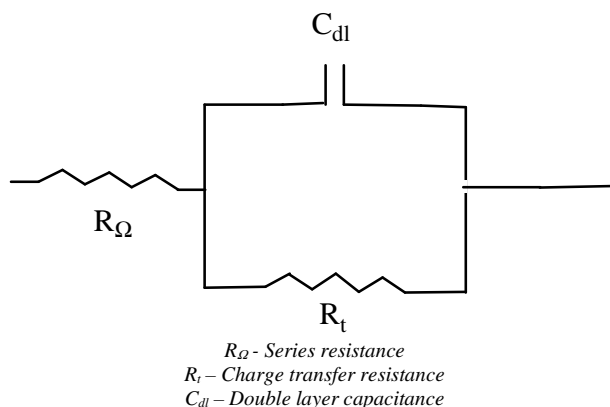 C_dl
R_Ω
R_t
R_Ω - Series resistance
R_t – Charge transfer resistance
C_dl – Double layer capacitance